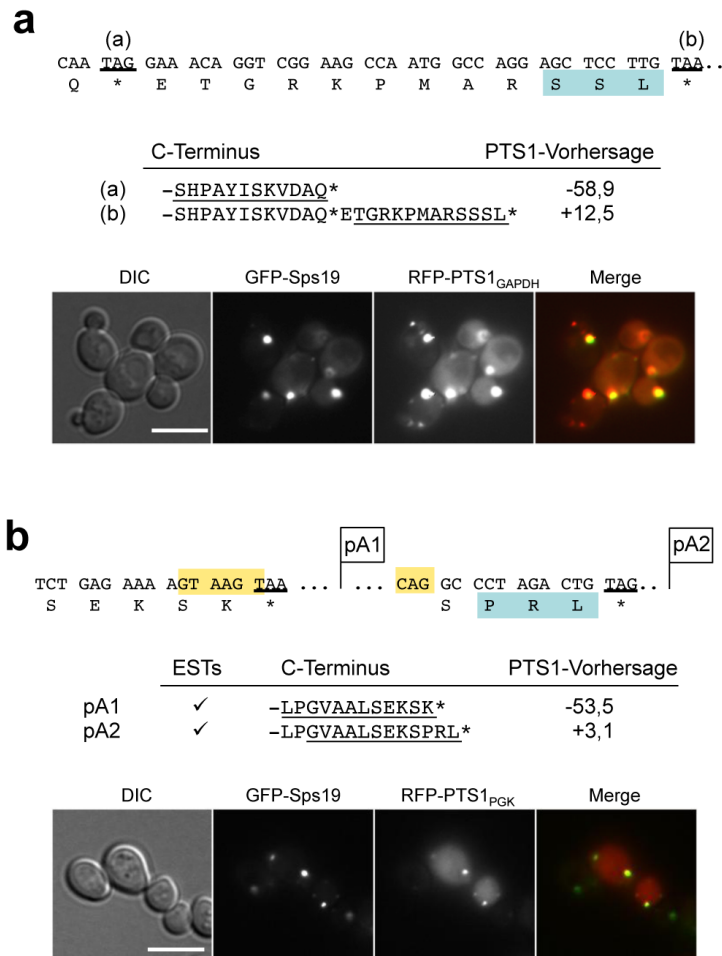 a
(a) (b)
CAA TAG GAA ACA GGT CGG AAG CCA ATG GCC AGG AGC TCC TTG TAA..
Q * E T G R K P M A R S S L *
C-Terminus PTS1-Vorhersage
(a) –SHPAYISKVDAQ* -58,9
(b) –SHPAYISKVDAQ*ETGRKPMARSSSL* +12,5
DIC GFP-Sps19 RFP-PTS1GAPDH Merge
b
pA1 pA2
TCT GAG AAA AGTAAGTAA ... ... CAG GC CCT AGA CTG TAG..
S E K S K * S P R L *
ESTs C-Terminus PTS1-Vorhersage
pA1 ✓ –LPGVAALSEKSK* -53,5
pA2 ✓ –LPGVAALSEKSPRL* +3,1
DIC GFP-Sps19 RFP-PTS1PGK Merge